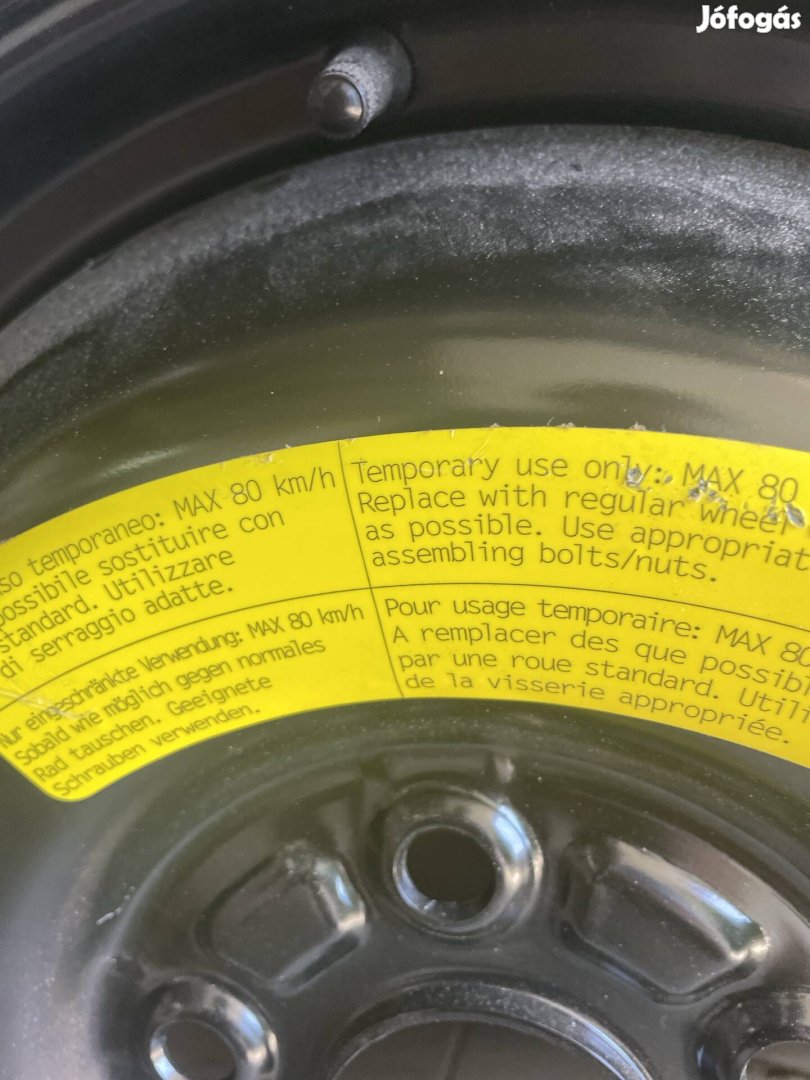 Jófogás
so temporaneo: MAX 80 km/h
possibile sostituire con
standard. Utilizzare
di serraggio adatte.
Temporary use only: MAX 80
Replace with regular wheel
as possible. Use appropriat
assembling bolts/nuts.
Nur eingeschränkte Verwendung: MAX 80 km/h
Sobald wie möglich gegen normales
Rad tauschen. Geeignete
Schrauben verwenden.
Pour usage temporaire: MAX 80
A remplacer des que possibl
par une roue standard. Utili
de la visserie appropriée.